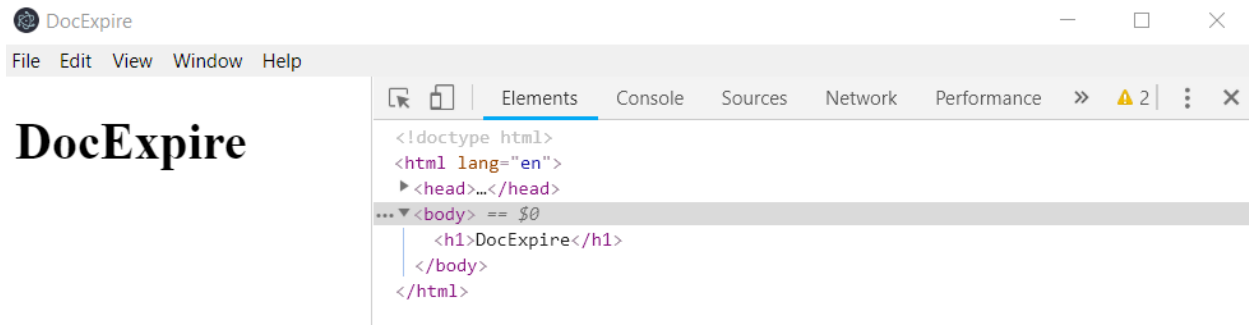 DocExpire
File Edit View Window Help
Elements Console Sources Network Performance » 2
DocExpire
<!doctype html>
<html lang="en">
<head>…</head>
<body> == $0
<h1>DocExpire</h1>
</body>
</html>